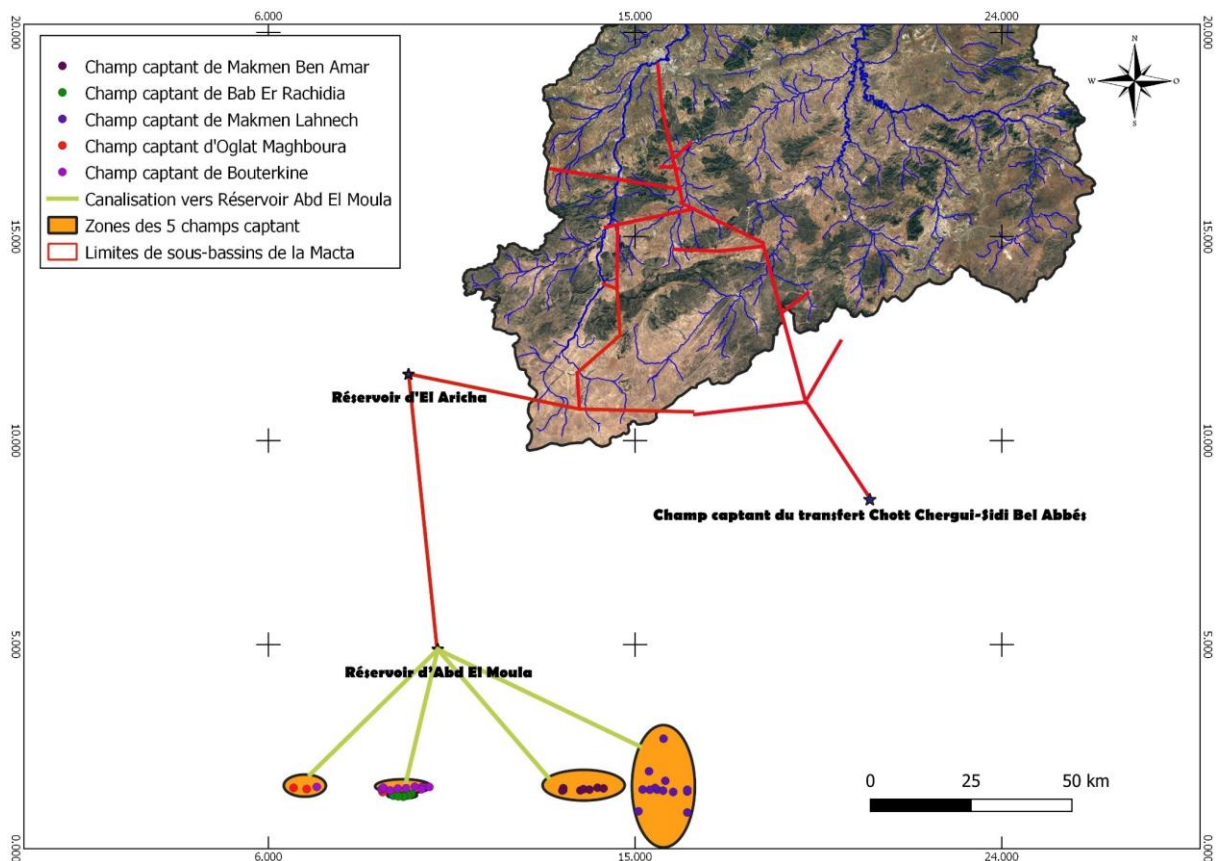 6.000 15.000 24.000
20.000 20.000
Champ captant de Makmen Ben Amar
Champ captant de Bab Er Rachidia
Champ captant de Makmen Lahnech
Champ captant d'Oglat Maghboura
Champ captant de Bouterkine
Canalisation vers Réservoir Abd El Moula
Zones des 5 champs captant
Limites de sous-bassins de la Macta
N
W O
S
15.000 15.000
Réservoir d'El Aricha
10.000 10.000
Champ captant du transfert Chott Chergui-Sidi Bel Abbés
5.000 5.000
Réservoir d'Abd El Moula
0 25 50 km
0.000 0.000
6.000 15.000 24.000